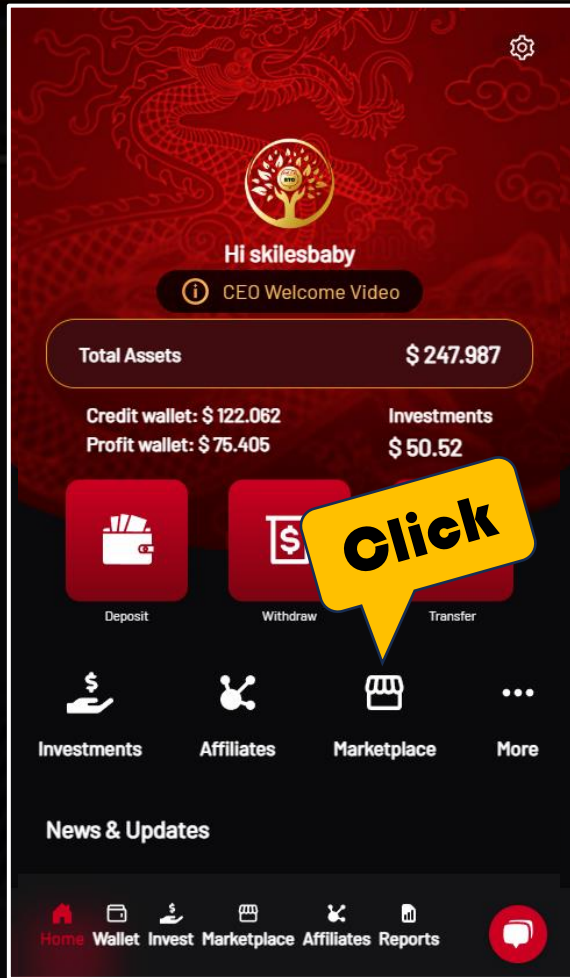 Hi skilesbaby
CEO Welcome Video
Total Assets $ 247.987
Credit wallet: $ 122.062 Investments
Profit wallet: $ 75.405 $ 50.52
Click
Deposit Withdraw Transfer
Investments Affiliates Marketplace More
News & Updates
Home Wallet Invest Marketplace Affiliates Reports